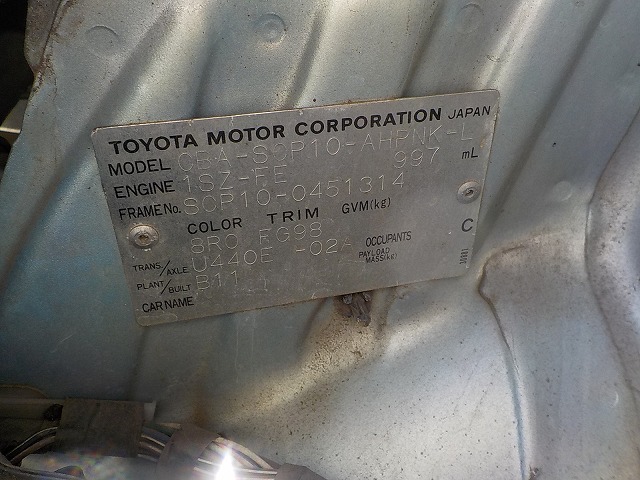 TOYOTA MOTOR CORPORATION JAPAN
MODEL CBA-SCP10-AHPNK-L
ENGINE 1SZ-FE 997 mL
FRAME No. SCP10-0451314
COLOR TRIM GVM(kg)
8R0 FG98
TRANS/AXLE U440E -02A OCCUPANTS
PLANT/BUILT B11 PAYLOAD MASS(kg)
CAR NAME
C